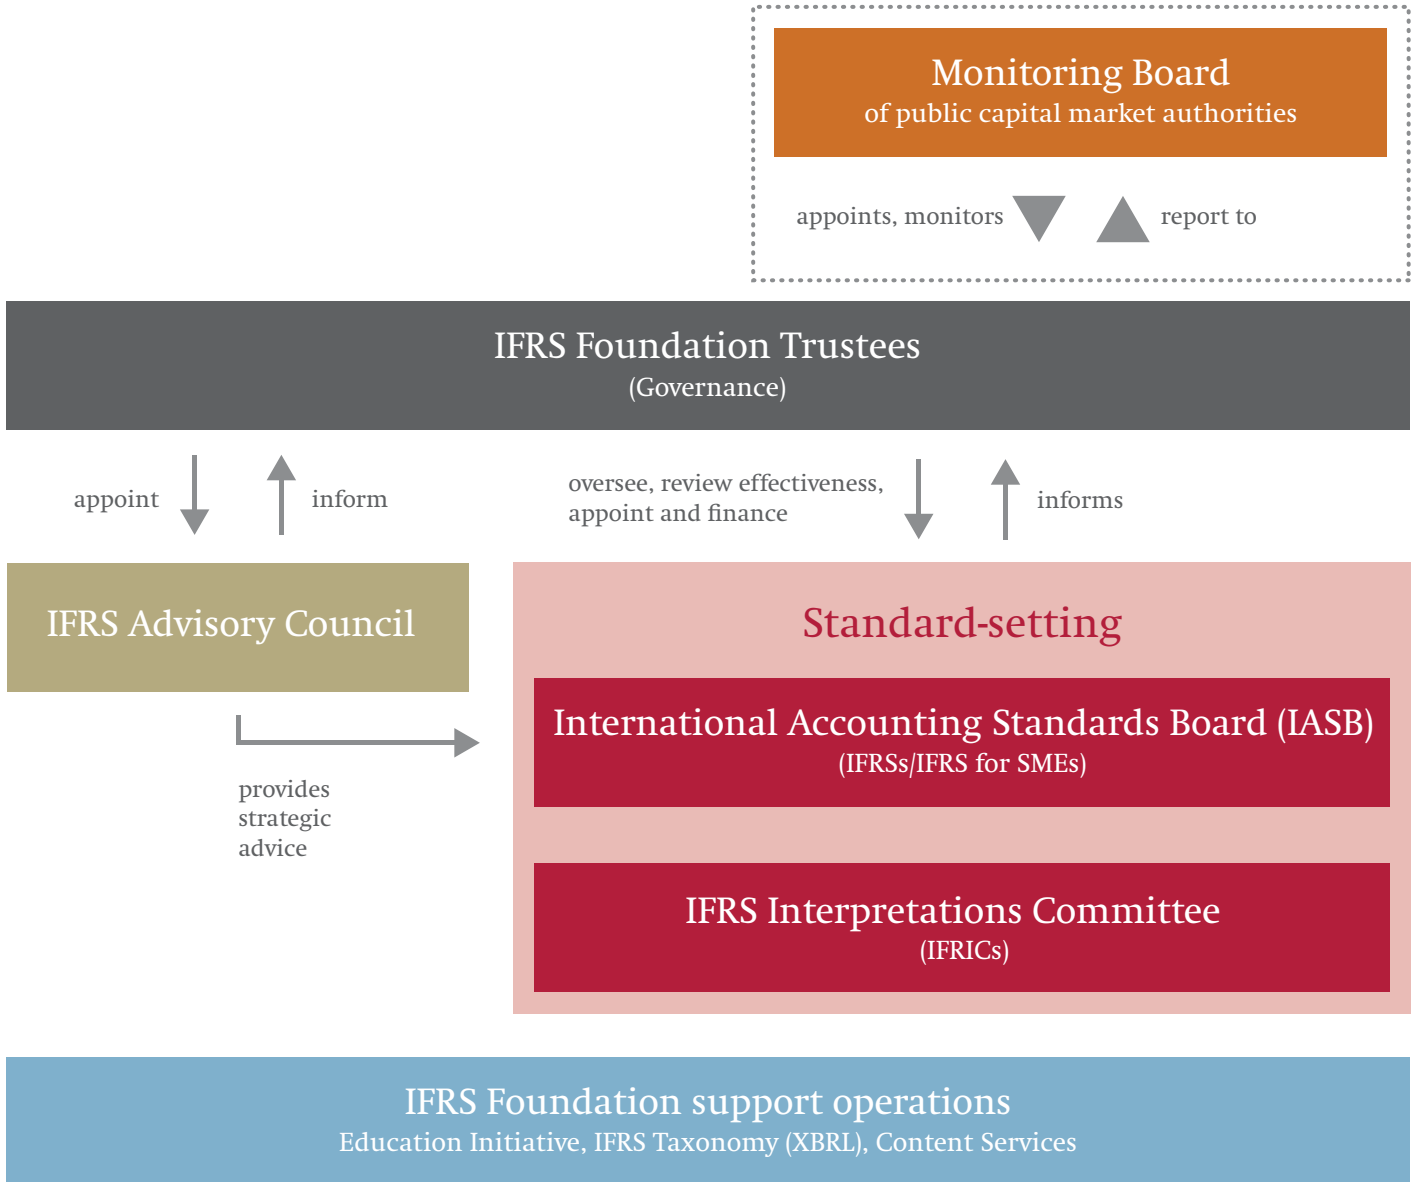 Monitoring Board
of public capital market authorities
appoints, monitors
report to
IFRS Foundation Trustees
(Governance)
appoint
inform
oversee, review effectiveness,
appoint and finance
informs
IFRS Advisory Council
provides
strategic
advice
Standard-setting
International Accounting Standards Board (IASB)
(IFRSs/IFRS for SMEs)
IFRS Interpretations Committee
(IFRICs)
IFRS Foundation support operations
Education Initiative, IFRS Taxonomy (XBRL), Content Services